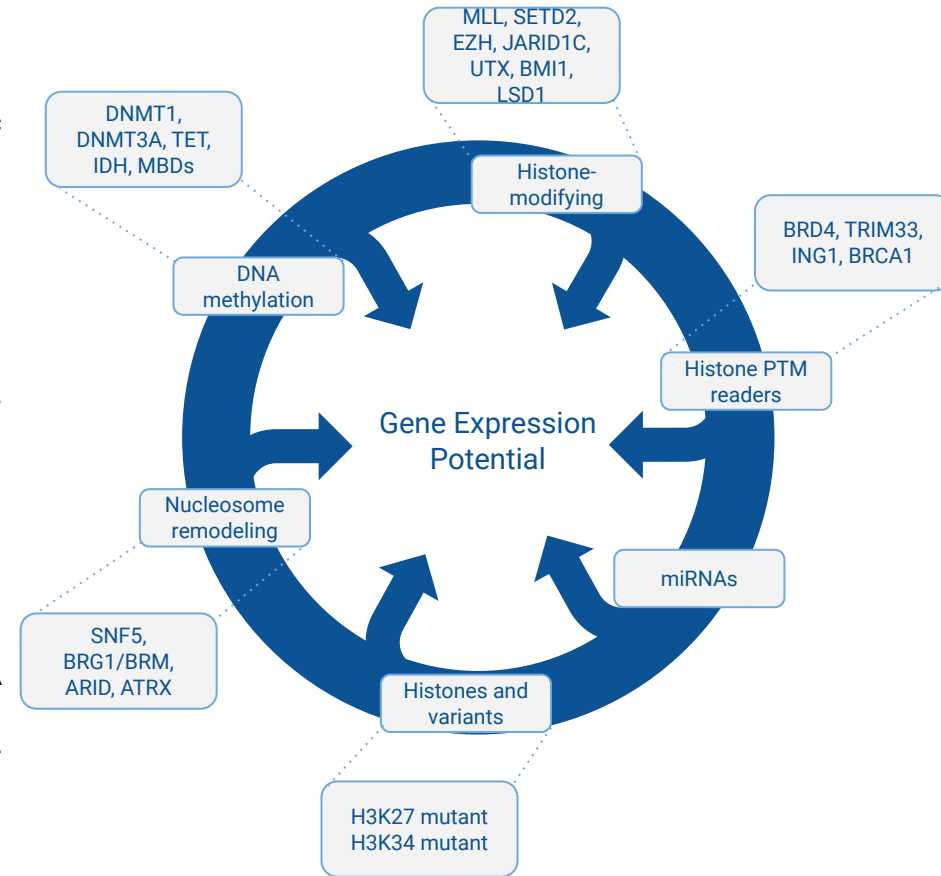 MLL, SETD2,
EZH, JARID1C,
UTX, BMI1,
LSD1
DNMT1,
DNMT3A, TET,
IDH, MBDs
Histone-
modifying
BRD4, TRIM33,
ING1, BRCA1
DNA
methylation
Histone PTM
readers
Gene Expression
Potential
Nucleosome
remodeling
miRNAs
SNF5,
BRG1/BRM,
ARID, ATRX
Histones and
variants
H3K27 mutant
H3K34 mutant